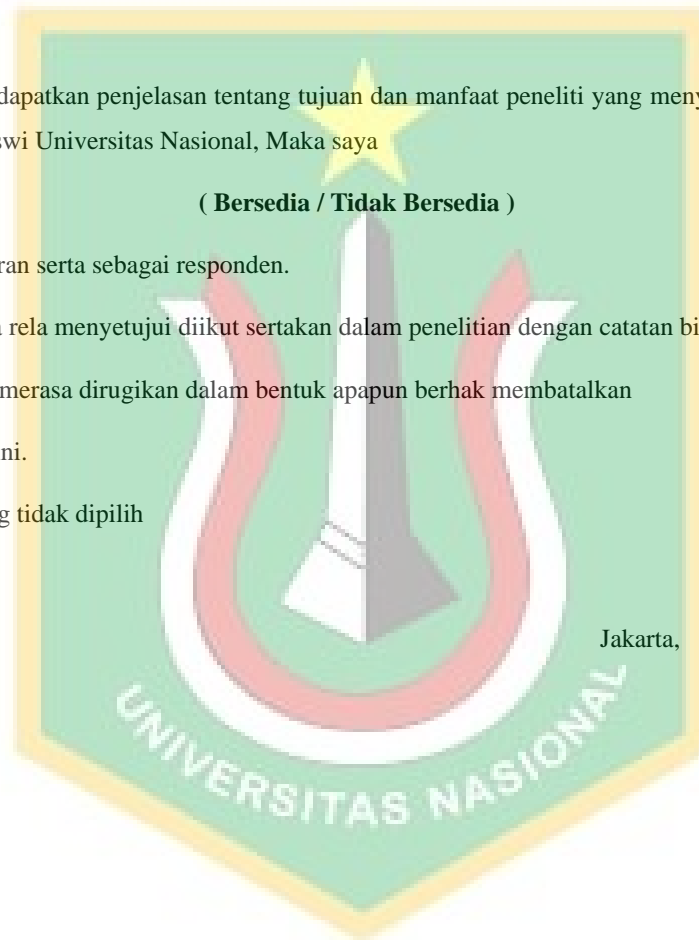 dapatkan penjelasan tentang tujuan dan manfaat peneliti yang meny
swi Universitas Nasional, Maka saya
( Bersedia / Tidak Bersedia )
ran serta sebagai responden.
a rela menyetujui diikut sertakan dalam penelitian dengan catatan bi
merasa dirugikan dalam bentuk apapun berhak membatalkan
ni.
g tidak dipilih
Jakarta,
UNIVERSITAS NASIONAL